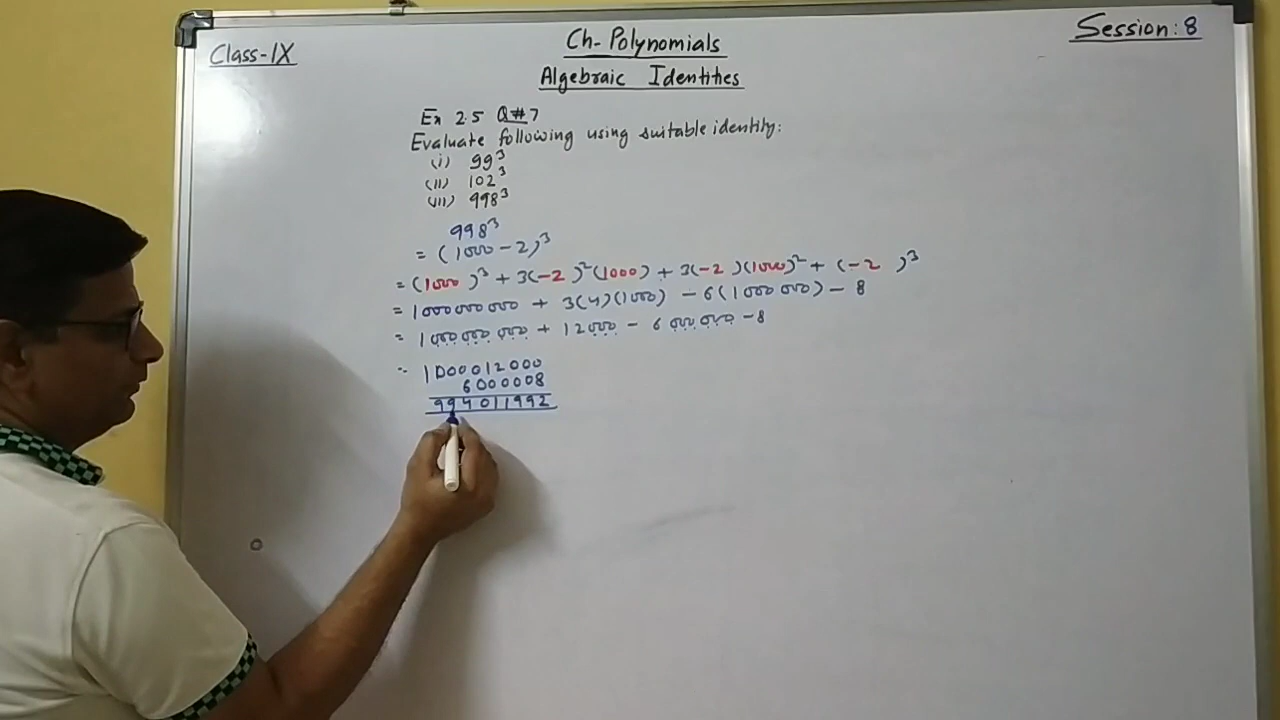 Class-IX
Ch- Polynomials
Session: 8
Algebraic Identities
Ex 2.5 Q#7
Evaluate following using suitable identity:
(i) 99³
(ii) 102³
(iii) 998³
998³
= (1000 - 2)³
= (1000)³ + 3(-2)²(1000) + 3(-2)(1000)² + (-2)³
= 1000000000 + 3(4)(1000) - 6(1000000) - 8
= 1000000000 + 12000 - 6000000 - 8
∴ 1000012000
6000008
994011992